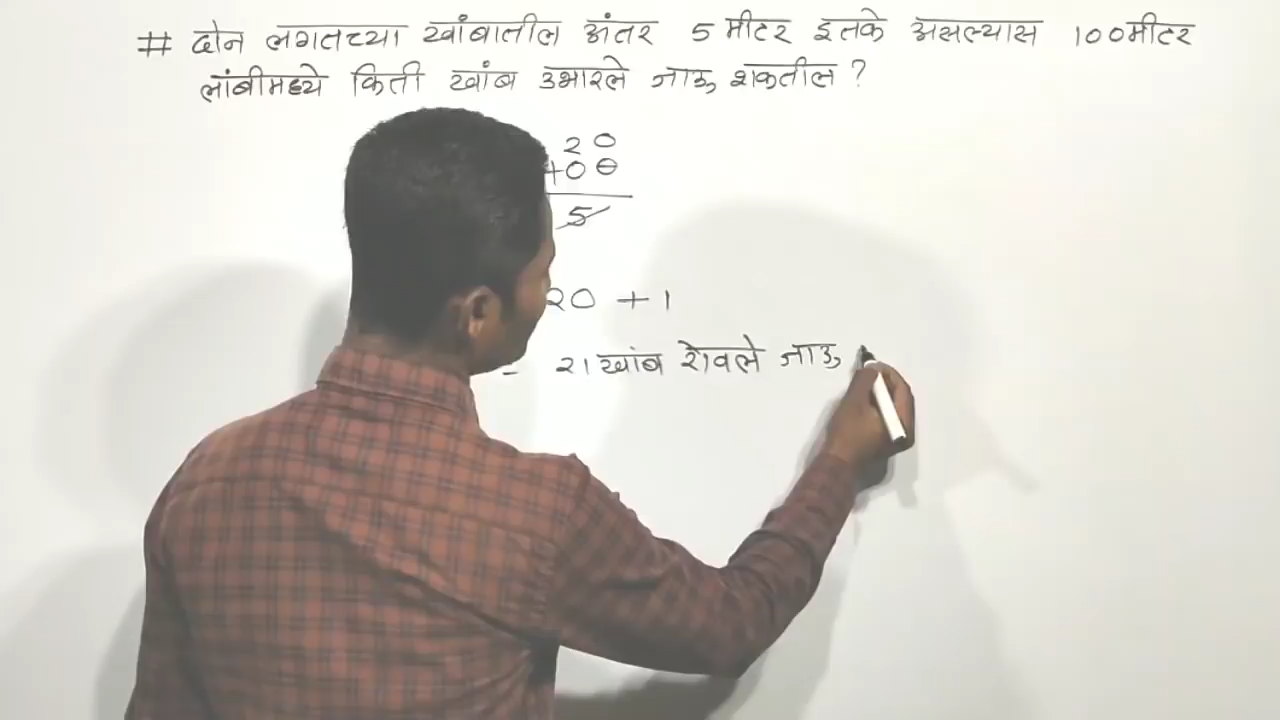 # दोन लगतच्या खांबातील अंतर 5 मीटर इतके असल्यास 100 मीटर
लांबीमध्ये किती खांब उभारले जाऊ शकतील ?
20
100
5
20 + 1
- 21 खांब रोवले जाऊ